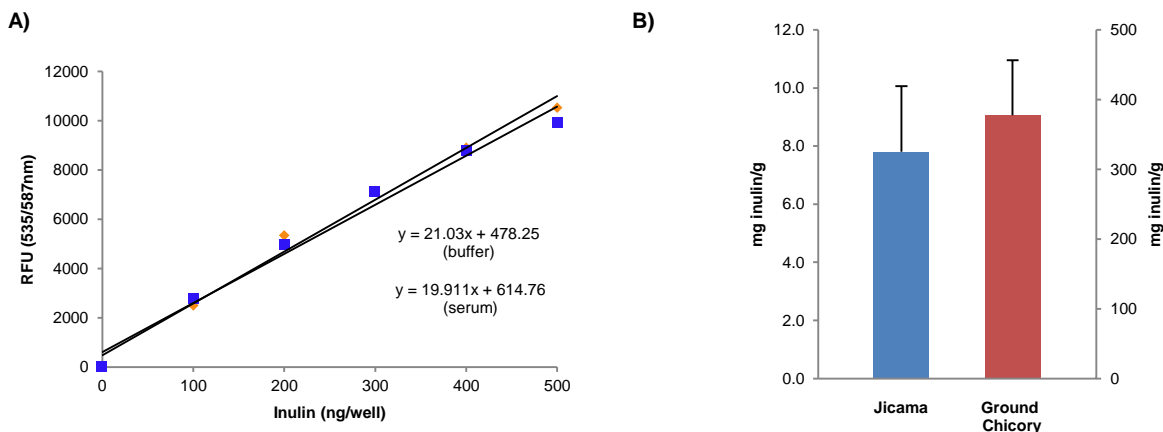 A)
12000
10000
8000
6000
4000
2000
0
RFU (535/587nm)
y = 21.03x + 478.25
(buffer)
y = 19.911x + 614.76
(serum)
0 100 200 300 400 500
Inulin (ng/well)
B)
12.0
10.0
8.0
6.0
4.0
2.0
0.0
mg inulin/g
500
400
300
200
100
0
mg inulin/g
Jicama
Ground
Chicory